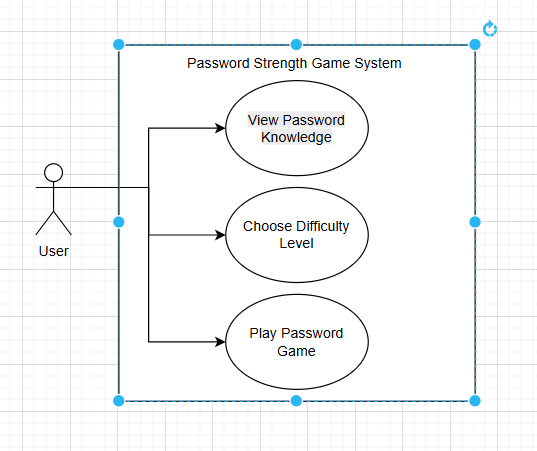 Password Strength Game System
View Password
Knowledge
Choose Difficulty
Level
User
Play Password
Game